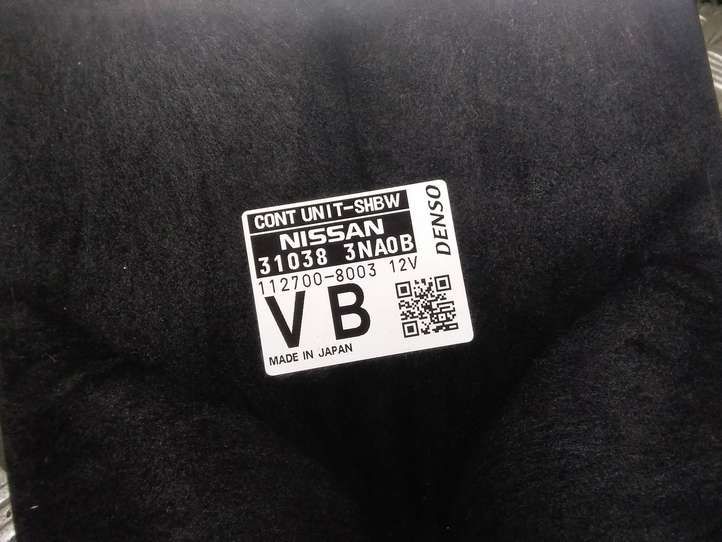 CONT UNIT-SHBW
NISSAN
31038 3NA0B
112700-8003 12V
VB
MADE IN JAPAN
DENSO